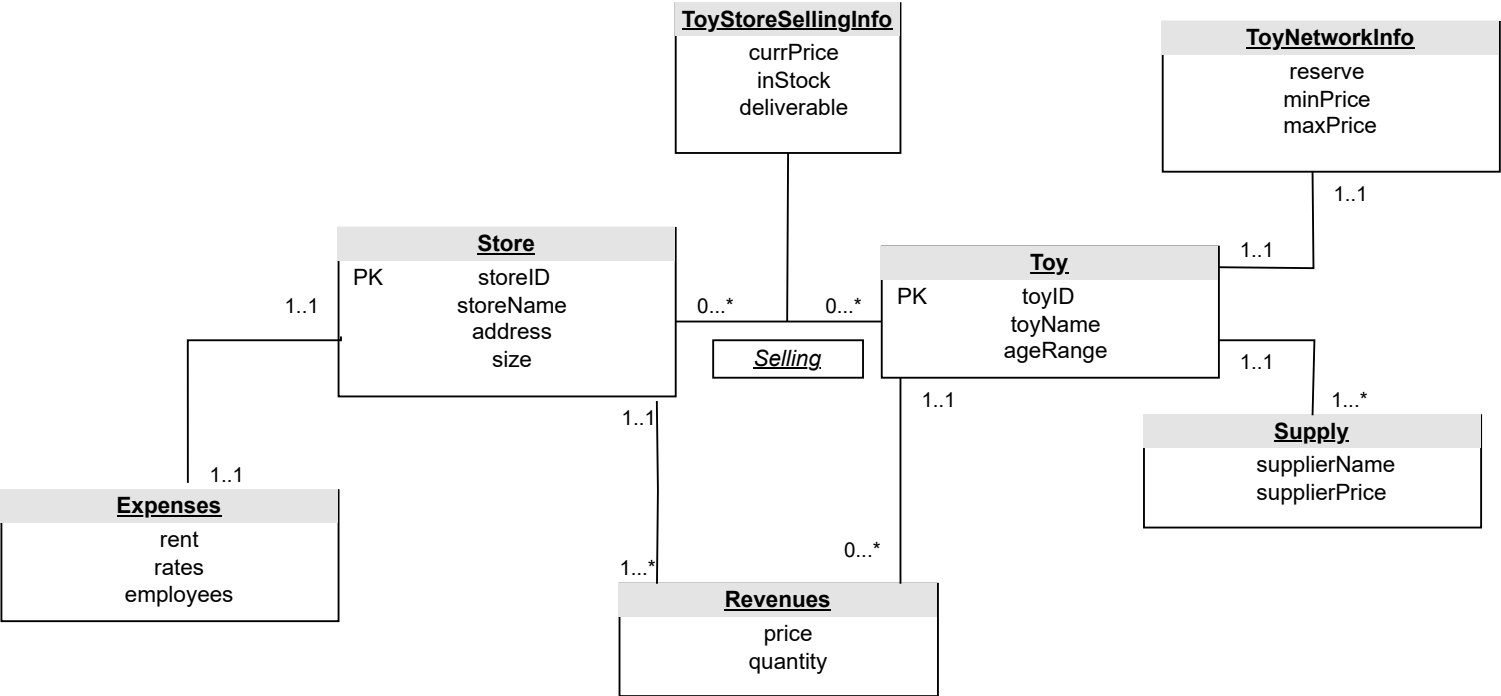 ToyStoreSellingInfo
currPrice
inStock
deliverable
ToyNetworkInfo
reserve
minPrice
maxPrice
1..1
1..1
Store
PK storeID
storeName
address
size
1..1
0...*
0...*
Selling
Toy
PK toyID
toyName
ageRange
1..1
1...*
Supply
supplierName
supplierPrice
1..1
1..1
1..1
Expenses
rent
rates
employees
1...*
0...*
Revenues
price
quantity